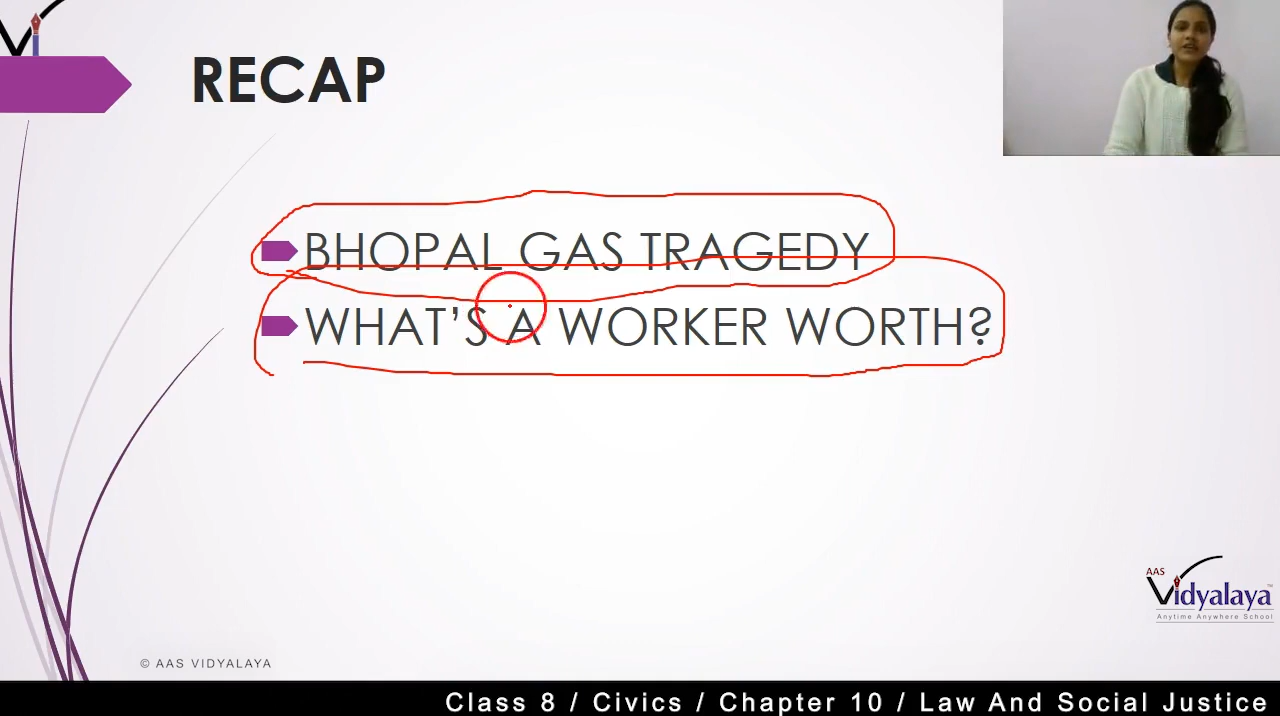 RECAP
BHOPAL GAS TRAGEDY
WHAT'S A WORKER WORTH?
AAS
Vidyalaya
TM
Anytime Anywhere School
© AAS VIDYALAYA
Class 8 / Civics / Chapter 10 / Law And Social Justice